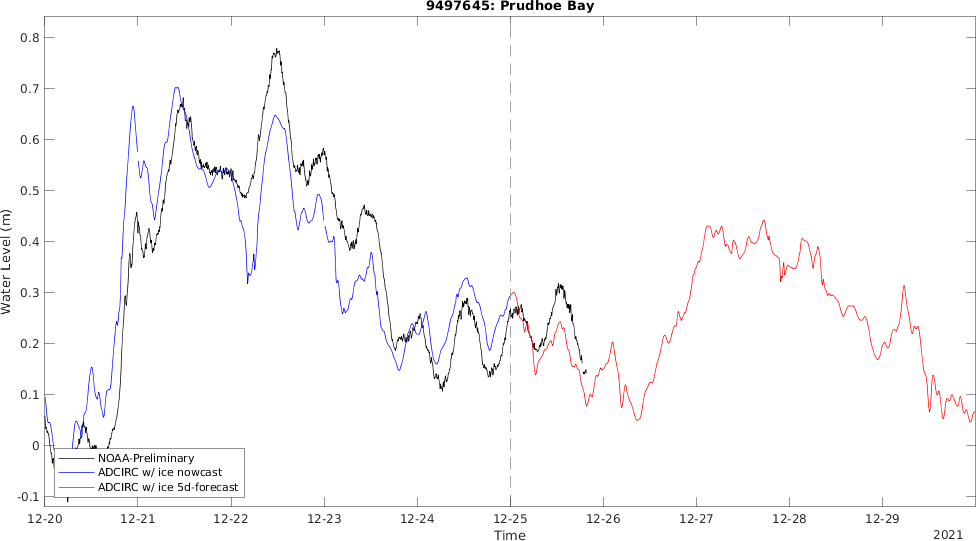 9497645: Prudhoe Bay
0.8
0.7
0.6
0.5
0.4
0.3
0.2
0.1
0
-0.1
Water Level (m)
NOAA-Preliminary
ADCIRC w/ ice nowcast
ADCIRC w/ ice 5d-forecast
12-20 12-21 12-22 12-23 12-24 12-25 12-26 12-27 12-28 12-29
Time
2021